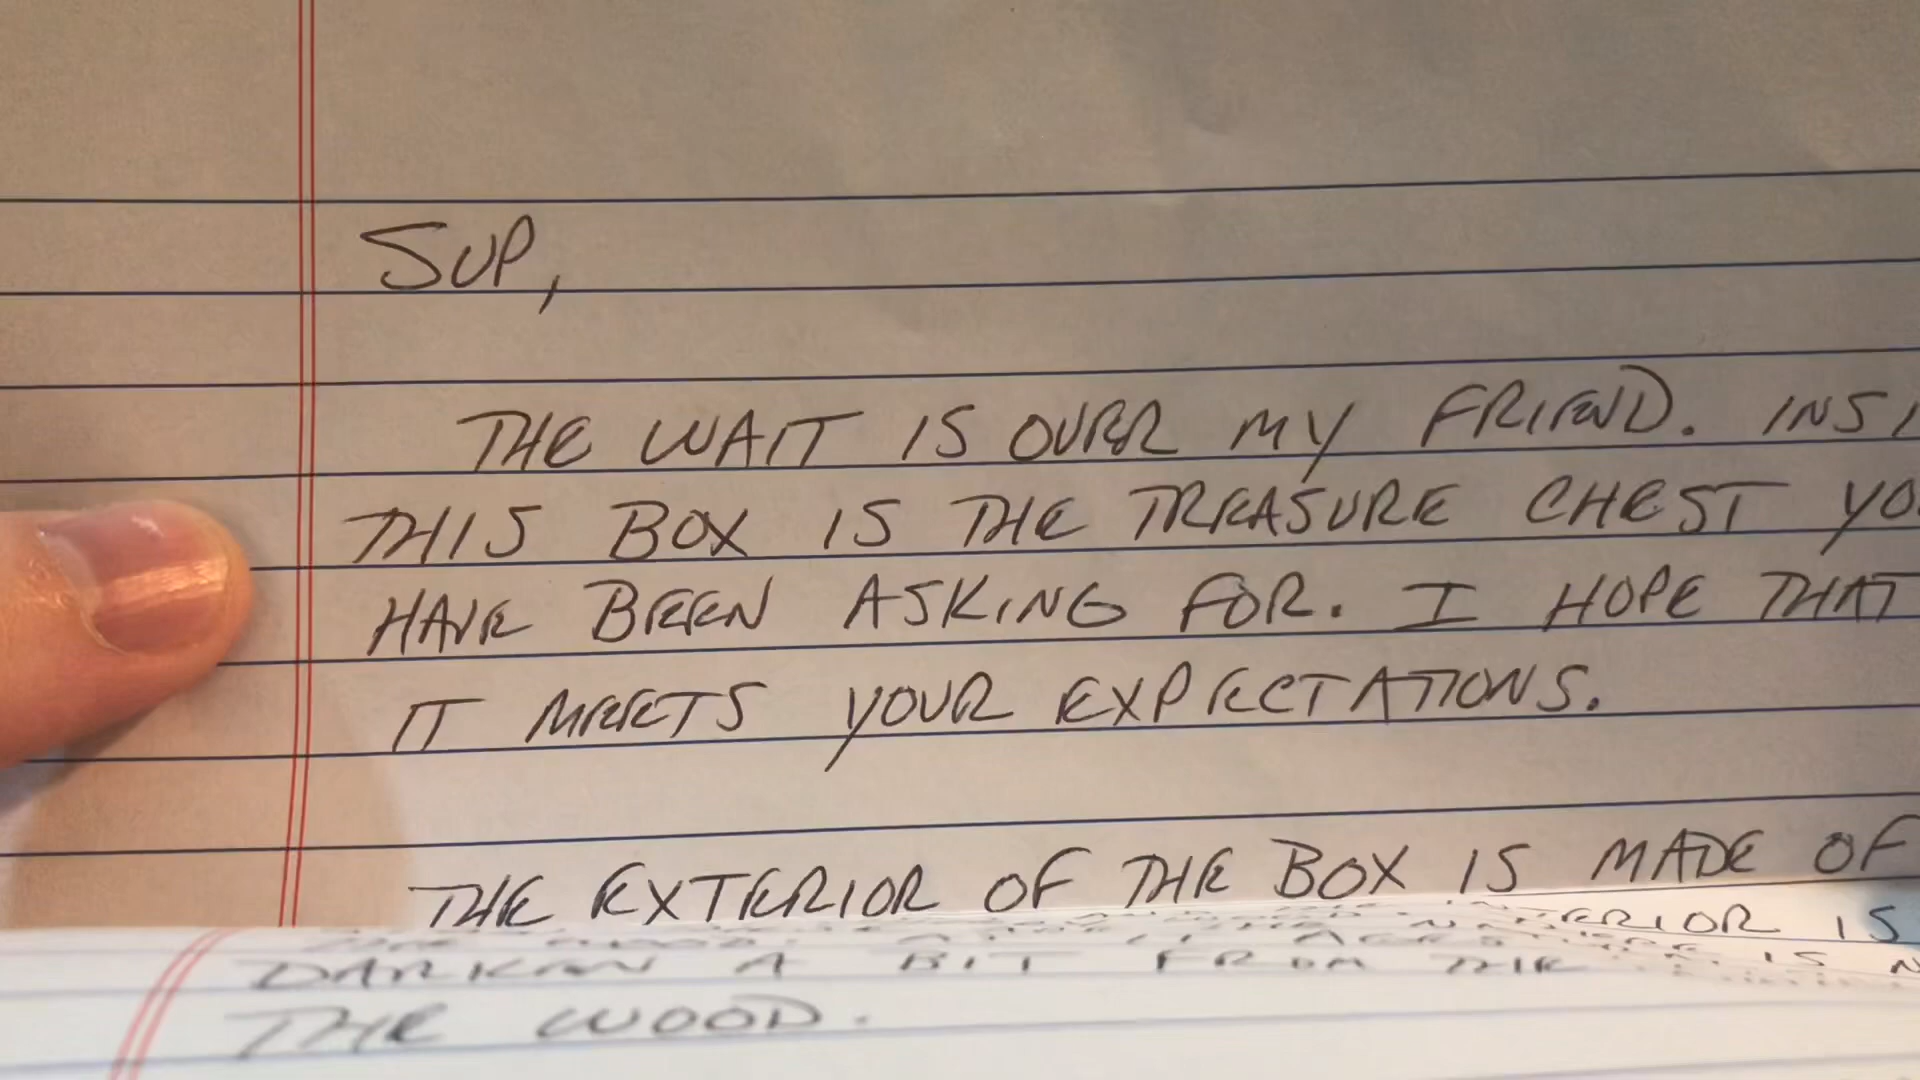 SUP,
THE WAIT IS OVER MY FRIEND. INSI
THIS BOX IS THE TREASURE CHEST YO
HAVE BEEN ASKING FOR. I HOPE THAT
IT MEETS YOUR EXPECTATIONS.
THE EXTERIOR OF THE BOX IS MADE OF
INTERIOR IS
DARKEN A BIT FROM THE
THE WOOD.